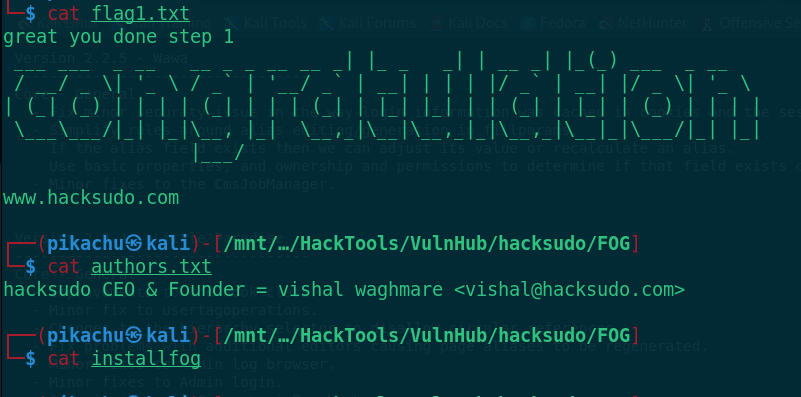 └─$ cat flag1.txt
great you done step 1
congratulation
www.hacksudo.com
┌──(pikachu㉿kali)-[/mnt/…/HackTools/VulnHub/hacksudo/FOG]
└─$ cat authors.txt
hacksudo CEO & Founder = vishal waghmare <vishal@hacksudo.com>
┌──(pikachu㉿kali)-[/mnt/…/HackTools/VulnHub/hacksudo/FOG]
└─$ cat installfog